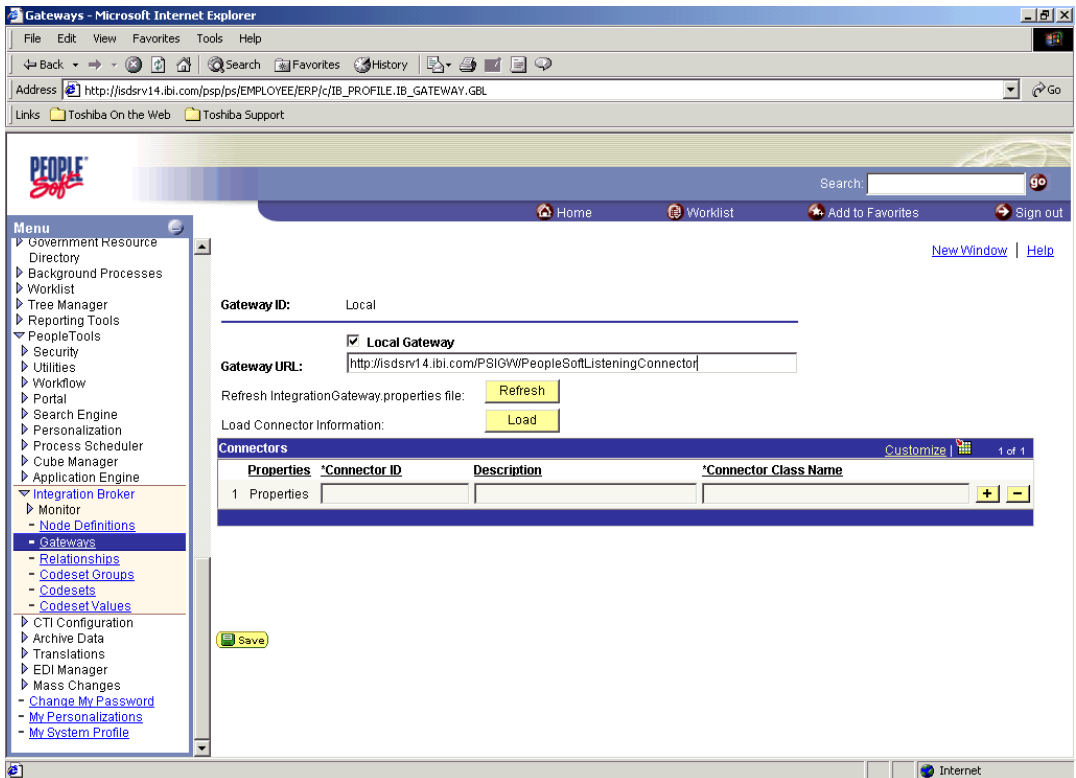 Gateways - Microsoft Internet Explorer
File Edit View Favorites Tools Help
Back Search Favorites History
Address http://isdsrv14.ibi.com/psp/ps/EMPLOYEE/ERP/c/IB_PROFILE.IB_GATEWAY.GBL Go
Links Toshiba On the Web Toshiba Support
PEOPLE Soft
Search: go
Home Worklist Add to Favorites Sign out
Menu
Government Resource
Directory
Background Processes
Worklist
Tree Manager
Reporting Tools
PeopleTools
Security
Utilities
Workflow
Portal
Search Engine
Personalization
Process Scheduler
Cube Manager
Application Engine
Integration Broker
Monitor
Node Definitions
Gateways
Relationships
Codeset Groups
Codesets
Codeset Values
CTI Configuration
Archive Data
Translations
EDI Manager
Mass Changes
Change My Password
My Personalizations
My System Profile
New Window | Help
Gateway ID: Local
Local Gateway
Gateway URL: http://isdsrv14.ibi.com/PSIGW/PeopleSoftListeningConnector
Refresh IntegrationGateway.properties file: Refresh
Load Connector Information: Load
Connectors Customize | 1 of 1
Properties *Connector ID Description *Connector Class Name
1 Properties + -
Save
Internet